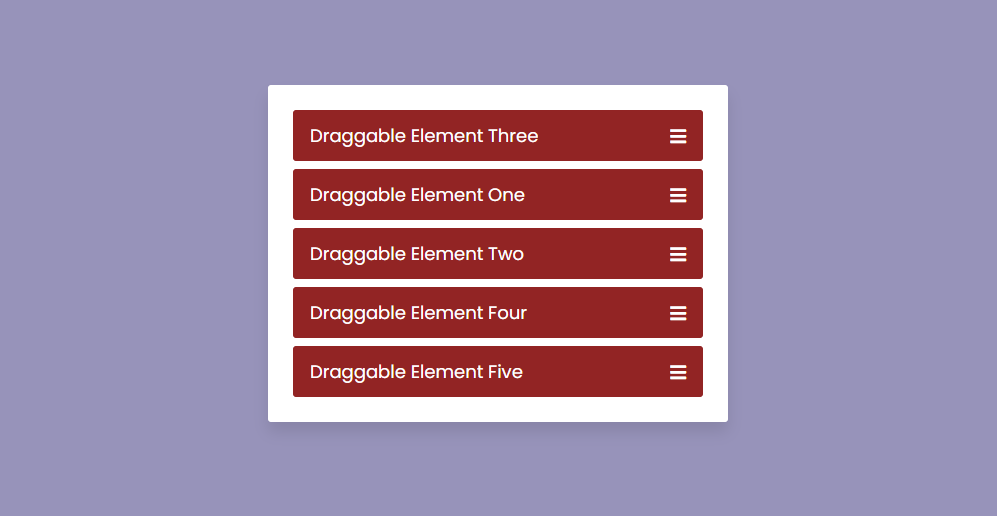 Draggable Element Three
Draggable Element One
Draggable Element Two
Draggable Element Four
Draggable Element Five